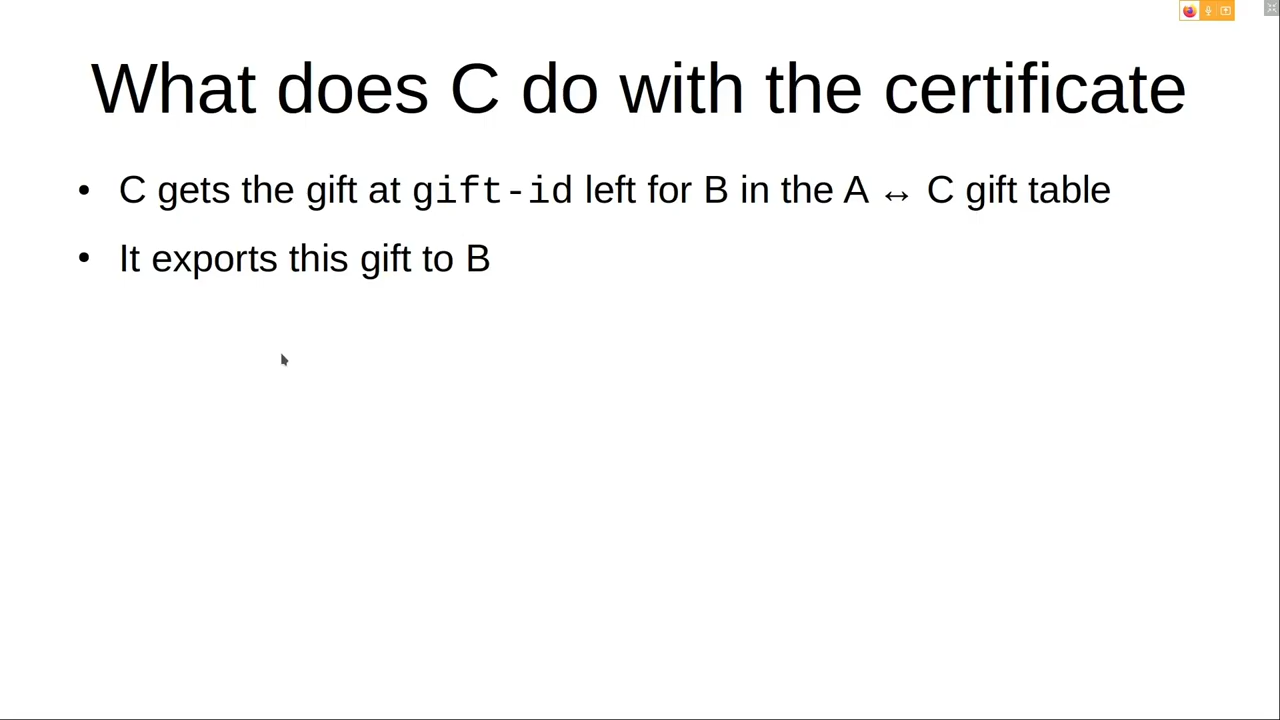 What does C do with the certificate
• C gets the gift at gift-id left for B in the A ↔ C gift table
• It exports this gift to B